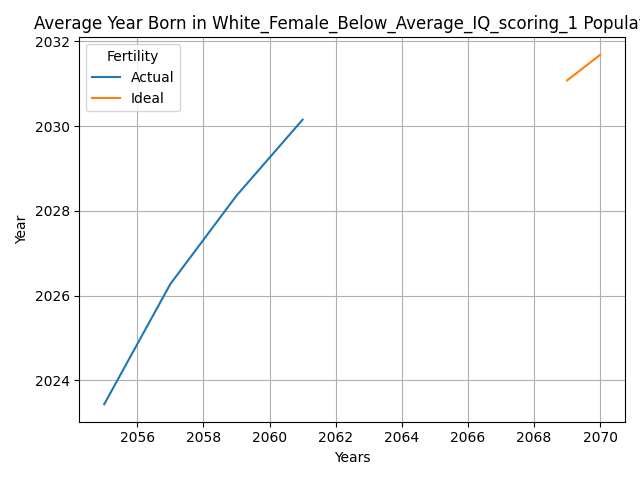 Average Year Born in White_Female_Below_Average_IQ_scoring_1 Popula
2032
2030
2028
2026
2024
Year
Fertility
Actual
Ideal
2056 2058 2060 2062 2064 2066 2068 2070
Years